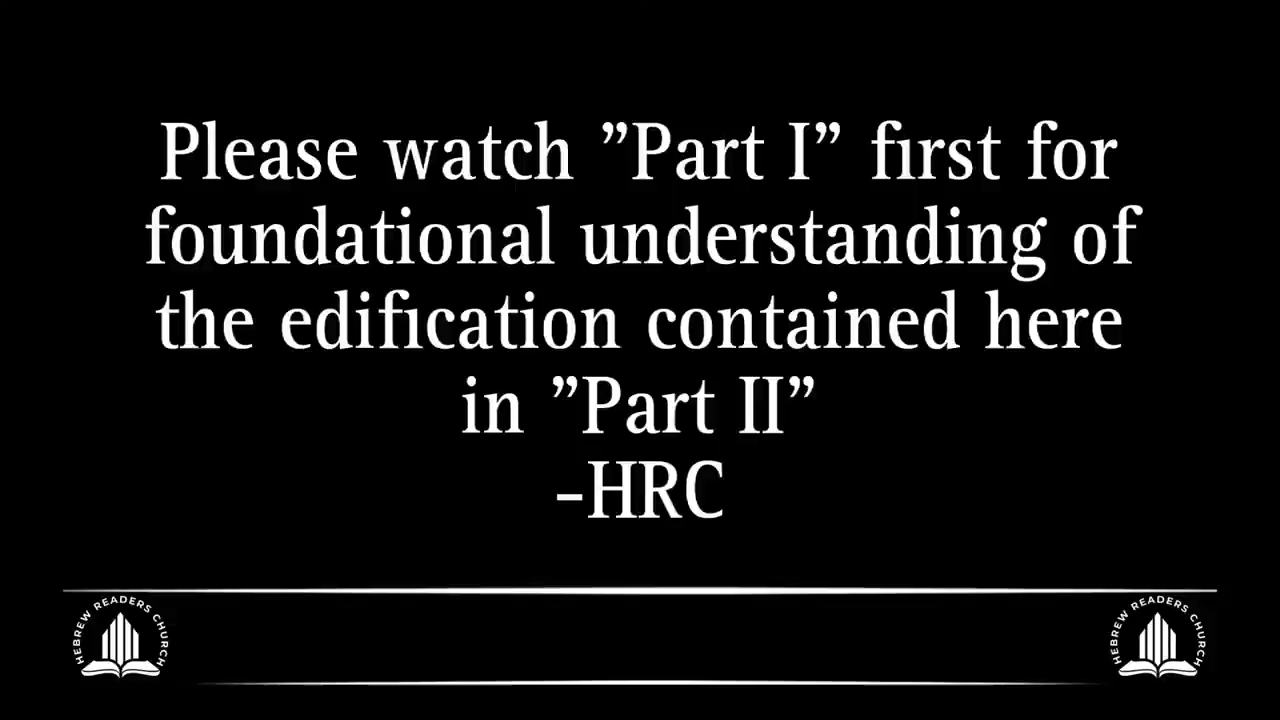 Please watch ”Part I” first for
foundational understanding of
the edification contained here
in ”Part II”
-HRC
HEBREW READERS CHURCH
HEBREW READERS CHURCH